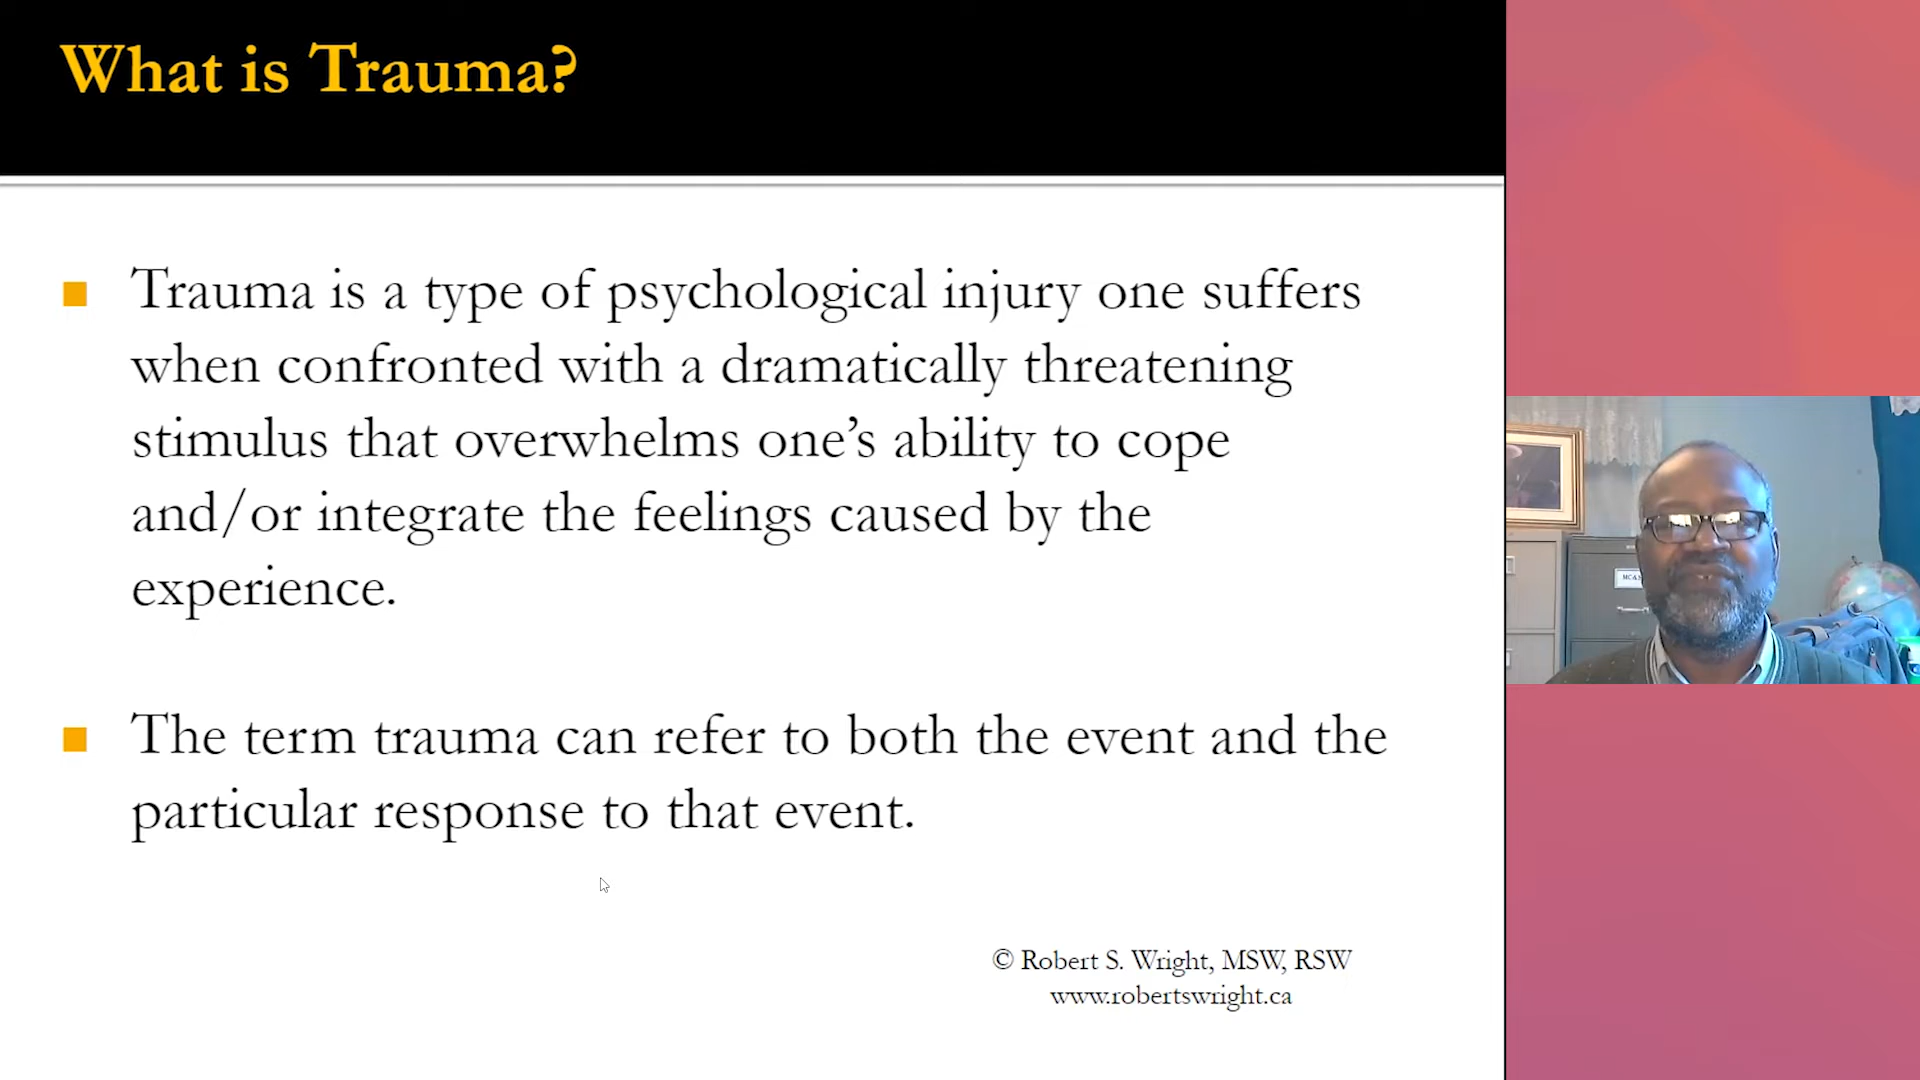 What is Trauma?
Trauma is a type of psychological injury one suffers
when confronted with a dramatically threatening
stimulus that overwhelms one’s ability to cope
and/or integrate the feelings caused by the
experience.
The term trauma can refer to both the event and the
particular response to that event.
© Robert S. Wright, MSW, RSW
www.robertswright.ca